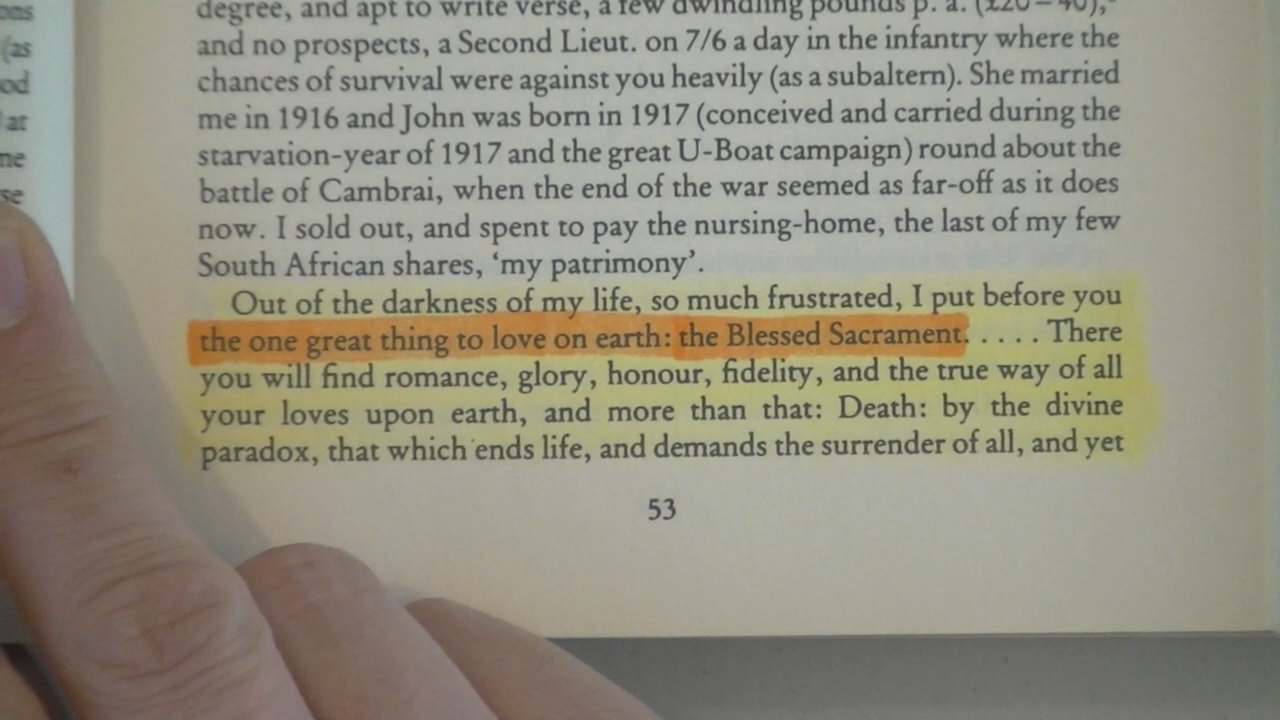 ons
(as
od
at
ne
se
degree, and apt to write verse, a few dwindling pounds p. a. (£20–40),
and no prospects, a Second Lieut. on 7/6 a day in the infantry where the
chances of survival were against you heavily (as a subaltern). She married
me in 1916 and John was born in 1917 (conceived and carried during the
starvation-year of 1917 and the great U-Boat campaign) round about the
battle of Cambrai, when the end of the war seemed as far-off as it does
now. I sold out, and spent to pay the nursing-home, the last of my few
South African shares, ‘my patrimony’.
Out of the darkness of my life, so much frustrated, I put before you
the one great thing to love on earth: the Blessed Sacrament. . . . . There
you will find romance, glory, honour, fidelity, and the true way of all
your loves upon earth, and more than that: Death: by the divine
paradox, that which ends life, and demands the surrender of all, and yet
53